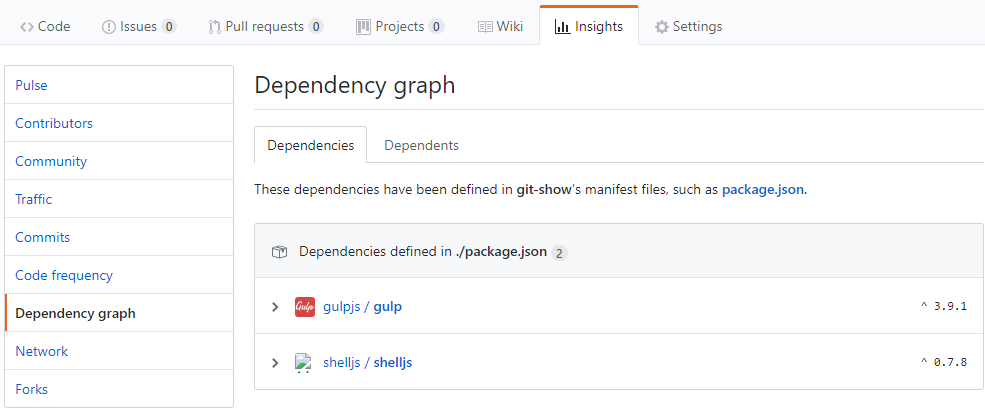 Code Issues 0 Pull requests 0 Projects 0 Wiki Insights Settings
Pulse
Contributors
Community
Traffic
Commits
Code frequency
Dependency graph
Network
Forks
Dependency graph
Dependencies Dependents
These dependencies have been defined in git-show's manifest files, such as package.json.
Dependencies defined in ./package.json 2
Gulp gulpjs / gulp ^ 3.9.1
shelljs / shelljs ^ 0.7.8